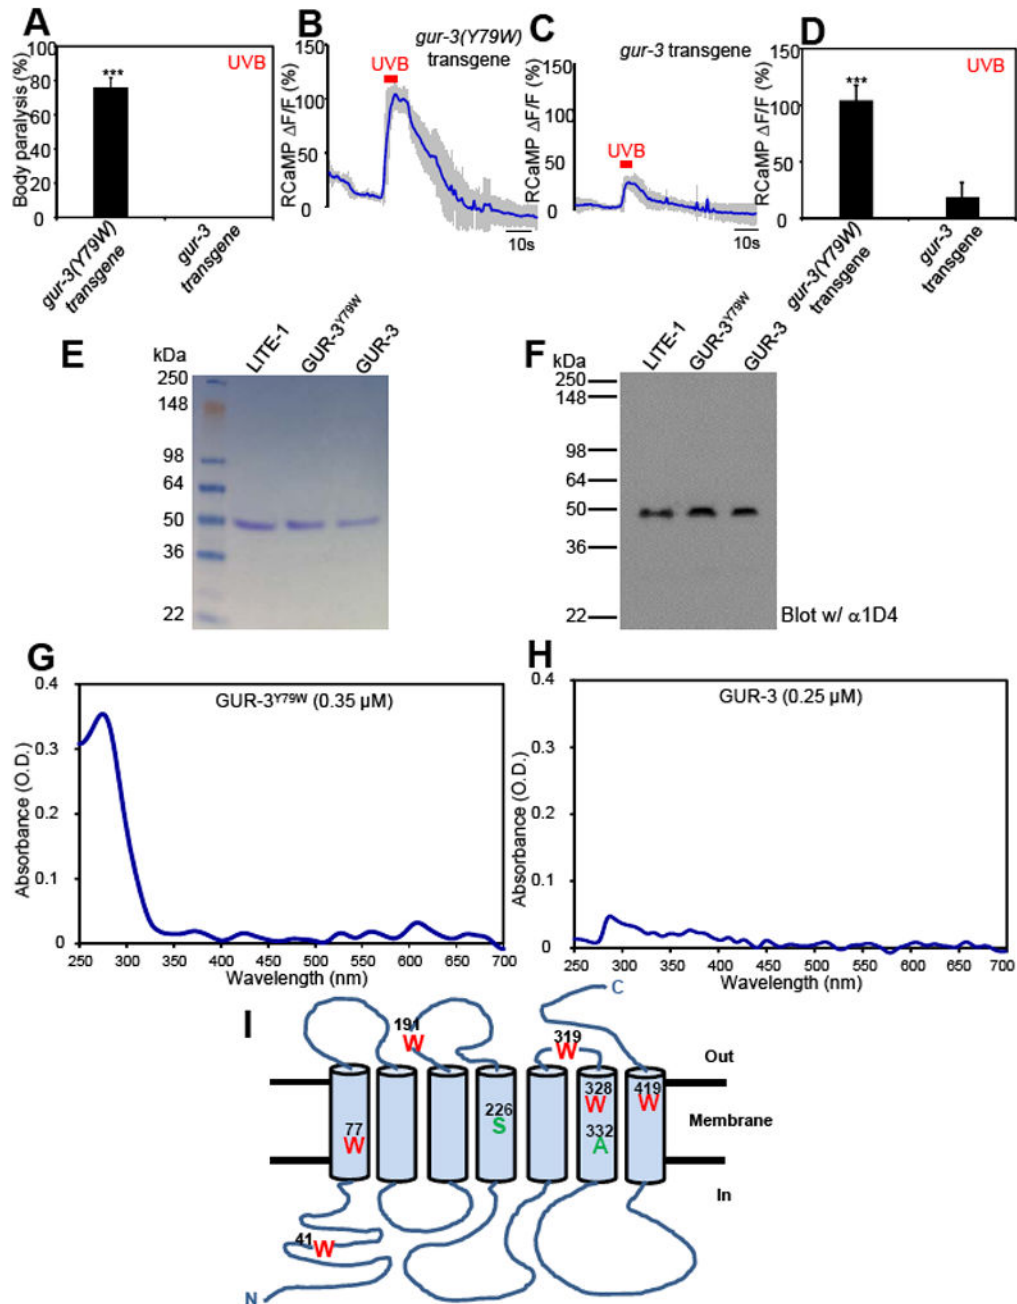 A
Body paralysis (%)
100
80
60
40
20
0
***
UVB
gur-3(Y79W)
transgene
gur-3
transgene
B
RCaMP ΔF/F (%)
150
100
50
0
gur-3(Y79W)
transgene
UVB
10s
C
RCaMP ΔF/F (%)
150
100
50
0
gur-3 transgene
UVB
10s
D
RCaMP ΔF/F (%)
150
100
50
0
***
UVB
gur-3(Y79W)
transgene
gur-3
transgene
E
kDa
LITE-1
GUR-3Y79W
GUR-3
250
148
98
64
50
36
22
F
kDa
LITE-1
GUR-3Y79W
GUR-3
250
148
98
64
50
36
22
Blot w/ α1D4
G
GUR-3Y79W (0.35 µM)
Absorbance (O.D.)
0.4
0.3
0.2
0.1
0
250 300 350 400 450 500 550 600 650 700
Wavelength (nm)
H
GUR-3 (0.25 µM)
Absorbance (O.D.)
0.4
0.3
0.2
0.1
0
250 300 350 400 450 500 550 600 650 700
Wavelength (nm)
I
C
191
W
319
W
Out
77
W
226
S
328
W
332
A
419
W
Membrane
In
41
W
N